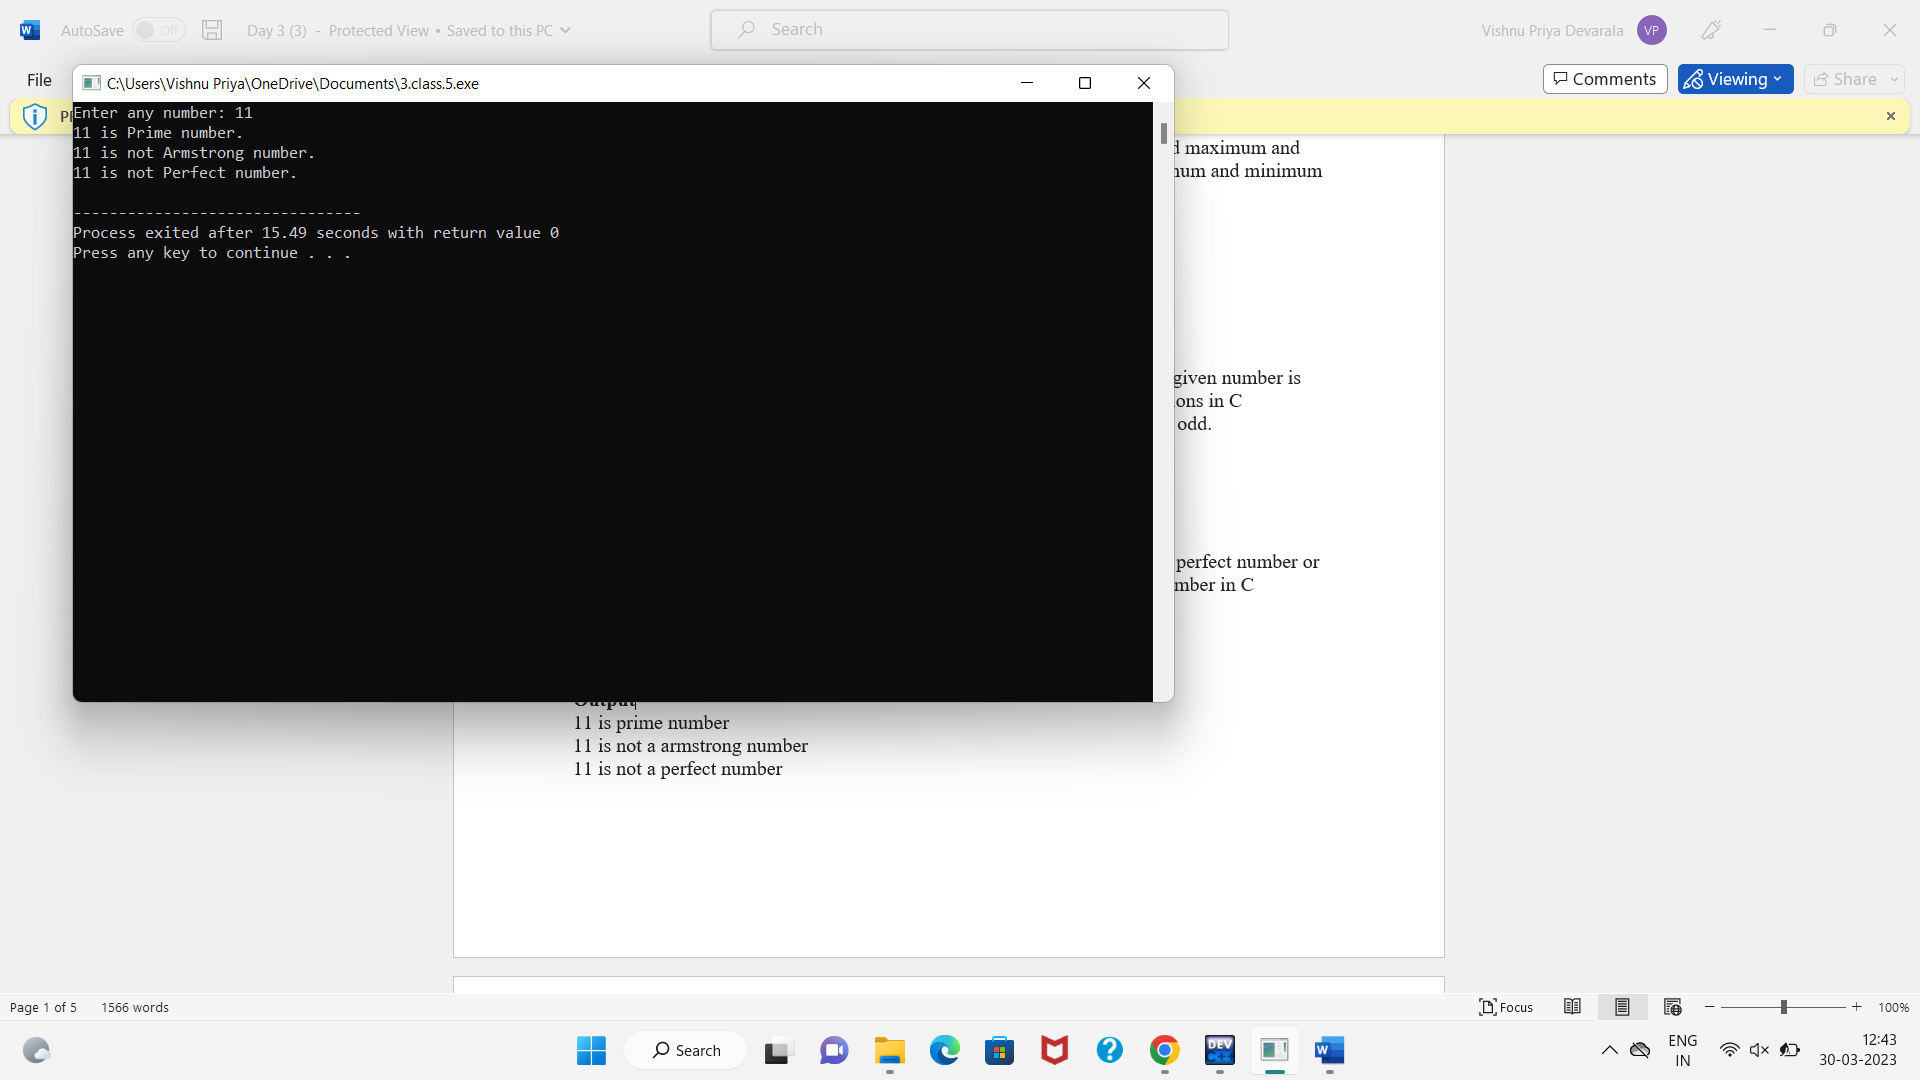 AutoSave Off Day 3 (3) - Protected View • Saved to this PC Search Vishnu Priya Devarala VP
File Comments Viewing Share
C:\Users\Vishnu Priya\OneDrive\Documents\3.class.5.exe
Enter any number: 11
11 is Prime number.
11 is not Armstrong number.
11 is not Perfect number.
--------------------------------
Process exited after 15.49 seconds with return value 0
Press any key to continue . . .
maximum and
and minimum
given number is
in C
odd.
perfect number or
in C
Output
11 is prime number
11 is not a armstrong number
11 is not a perfect number
Page 1 of 5 1566 words Focus 100%
Search DEV C++ ENG IN 12:43
30-03-2023